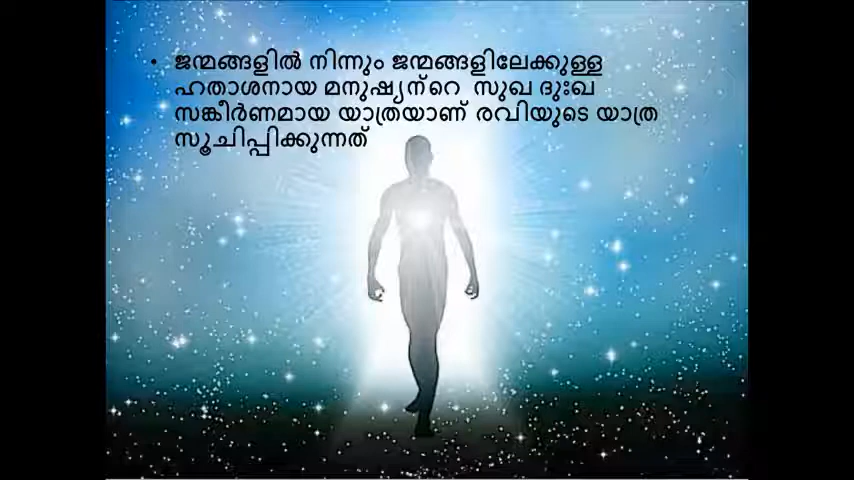 • ജന്മങ്ങളിൽ നിന്നും ജന്മങ്ങളിലേക്കുള്ള
ഹതാശനായ മനുഷ്യന്റെ സുഖ ദുഃഖ
സങ്കീർണമായ യാത്രയാണ് രവിയുടെ യാത്ര
സൂചിപ്പിക്കുന്നത്